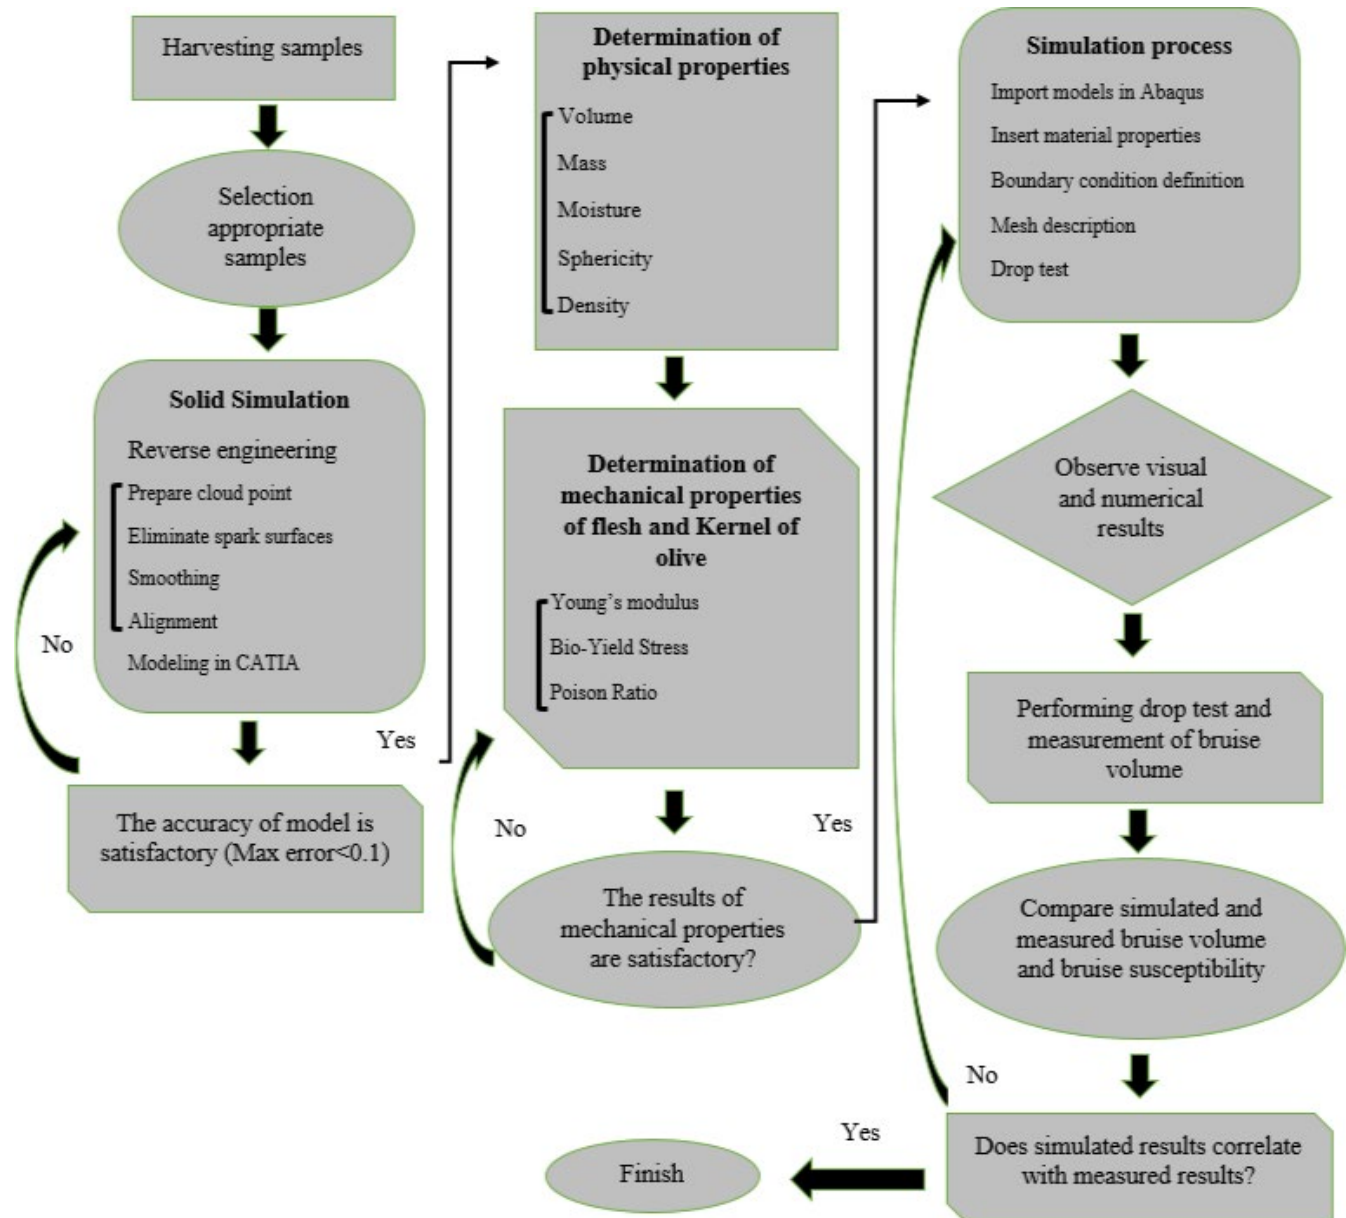 Harvesting samples
Selection
appropriate
samples
Solid Simulation
Reverse engineering
Prepare cloud point
Eliminate spark surfaces
Smoothing
Alignment
Modeling in CATIA
No
Yes
The accuracy of model is
satisfactory (Max error<0.1)
Determination of
physical properties
Volume
Mass
Moisture
Sphericity
Density
Determination of
mechanical properties
of flesh and Kernel of
olive
Young’s modulus
Bio-Yield Stress
Poison Ratio
No
Yes
The results of
mechanical properties
are satisfactory?
Simulation process
Import models in Abaqus
Insert material properties
Boundary condition definition
Mesh description
Drop test
Observe visual
and numerical
results
Performing drop test and
measurement of bruise
volume
Compare simulated and
measured bruise volume
and bruise susceptibility
No
Does simulated results correlate
with measured results?
Yes
Finish